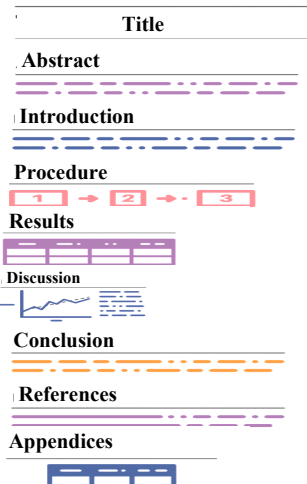 Title
Abstract
Introduction
Procedure
1 2 3
Results
Discussion
Conclusion
References
Appendices